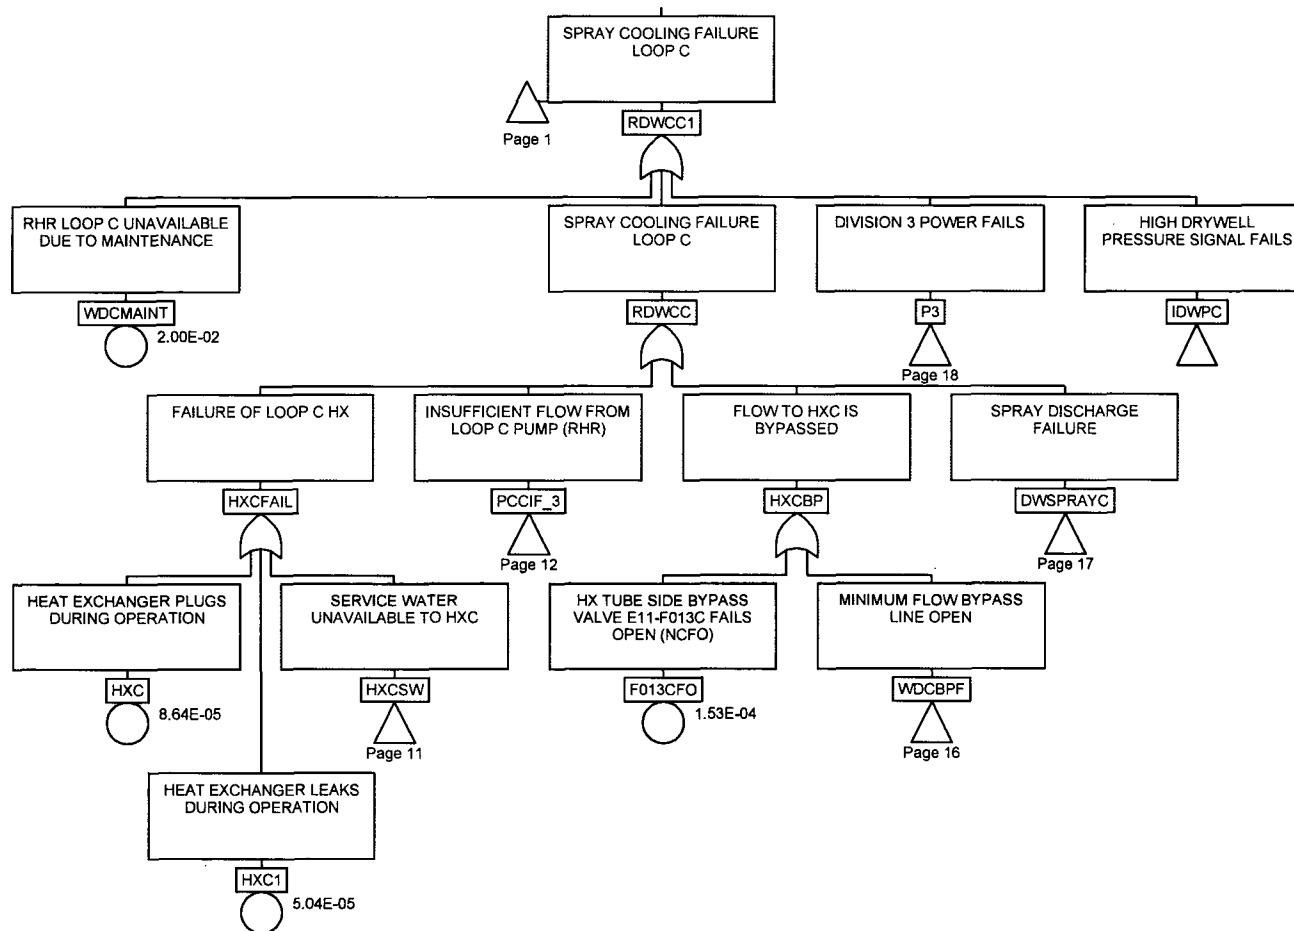 SPRAY COOLING FAILURE
LOOP C
Page 1
RDWCC1
RHR LOOP C UNAVAILABLE
DUE TO MAINTENANCE
WDCMAINT
2.00E-02
SPRAY COOLING FAILURE
LOOP C
RDWCC
DIVISION 3 POWER FAILS
P3
Page 18
HIGH DRYWELL
PRESSURE SIGNAL FAILS
IDWPC
FAILURE OF LOOP C HX
HXCFAIL
INSUFFICIENT FLOW FROM
LOOP C PUMP (RHR)
PCCIF_3
Page 12
FLOW TO HXC IS
BYPASSED
HXCBP
SPRAY DISCHARGE
FAILURE
DWSPRAYC
Page 17
HEAT EXCHANGER PLUGS
DURING OPERATION
HXC
8.64E-05
SERVICE WATER
UNAVAILABLE TO HXC
HXCSW
Page 11
HX TUBE SIDE BYPASS
VALVE E11-F013C FAILS
OPEN (NCFO)
F013CFO
1.53E-04
MINIMUM FLOW BYPASS
LINE OPEN
WDCBPF
Page 16
HEAT EXCHANGER LEAKS
DURING OPERATION
HXC1
5.04E-05